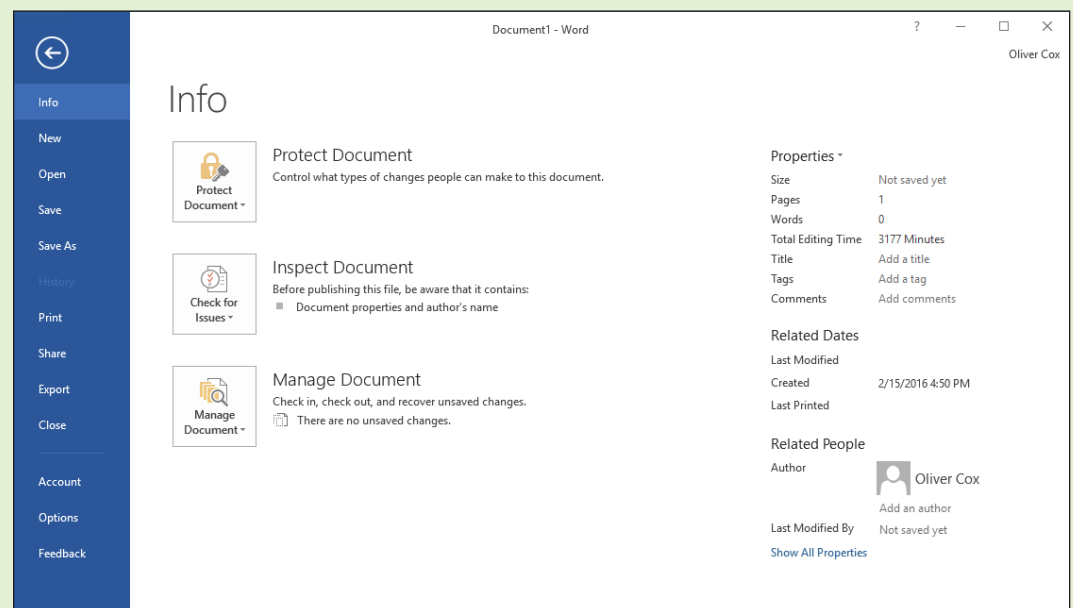 Document1 - Word
?
Oliver Cox
Info
New
Open
Save
Save As
History
Print
Share
Export
Close
Account
Options
Feedback
Info
Protect
Document
Protect Document
Control what types of changes people can make to this document.
Check for
Issues
Inspect Document
Before publishing this file, be aware that it contains:
Document properties and author's name
Manage
Document
Manage Document
Check in, check out, and recover unsaved changes.
There are no unsaved changes.
Properties
Size Not saved yet
Pages 1
Words 0
Total Editing Time 3177 Minutes
Title Add a title
Tags Add a tag
Comments Add comments
Related Dates
Last Modified
Created 2/15/2016 4:50 PM
Last Printed
Related People
Author Oliver Cox
Add an author
Last Modified By Not saved yet
Show All Properties